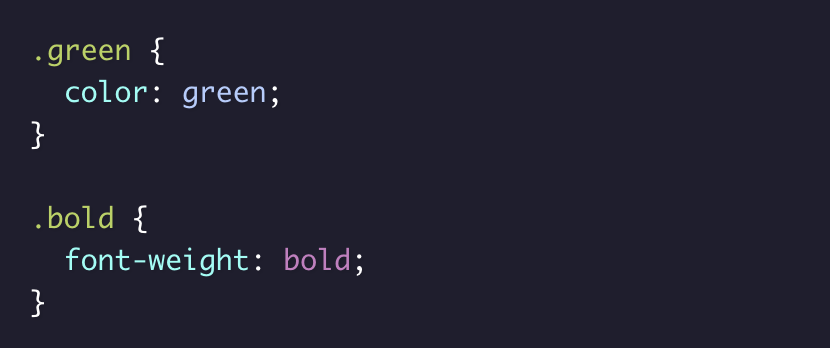 .green {
  color: green;
}

.bold {
  font-weight: bold;
}